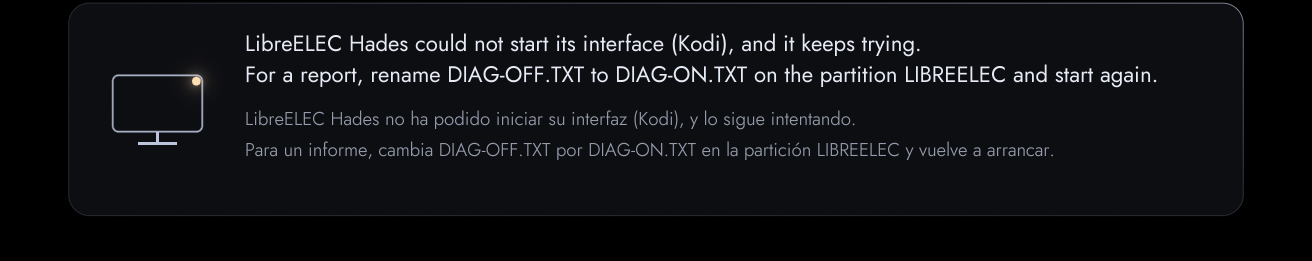 LibreELEC Hades could not start its interface (Kodi), and it keeps trying.
For a report, rename DIAG-OFF.TXT to DIAG-ON.TXT on the partition LIBREELEC and start again.
LibreELEC Hades no ha podido iniciar su interfaz (Kodi), y lo sigue intentando.
Para un informe, cambia DIAG-OFF.TXT por DIAG-ON.TXT en la partición LIBREELEC y vuelve a arrancar.